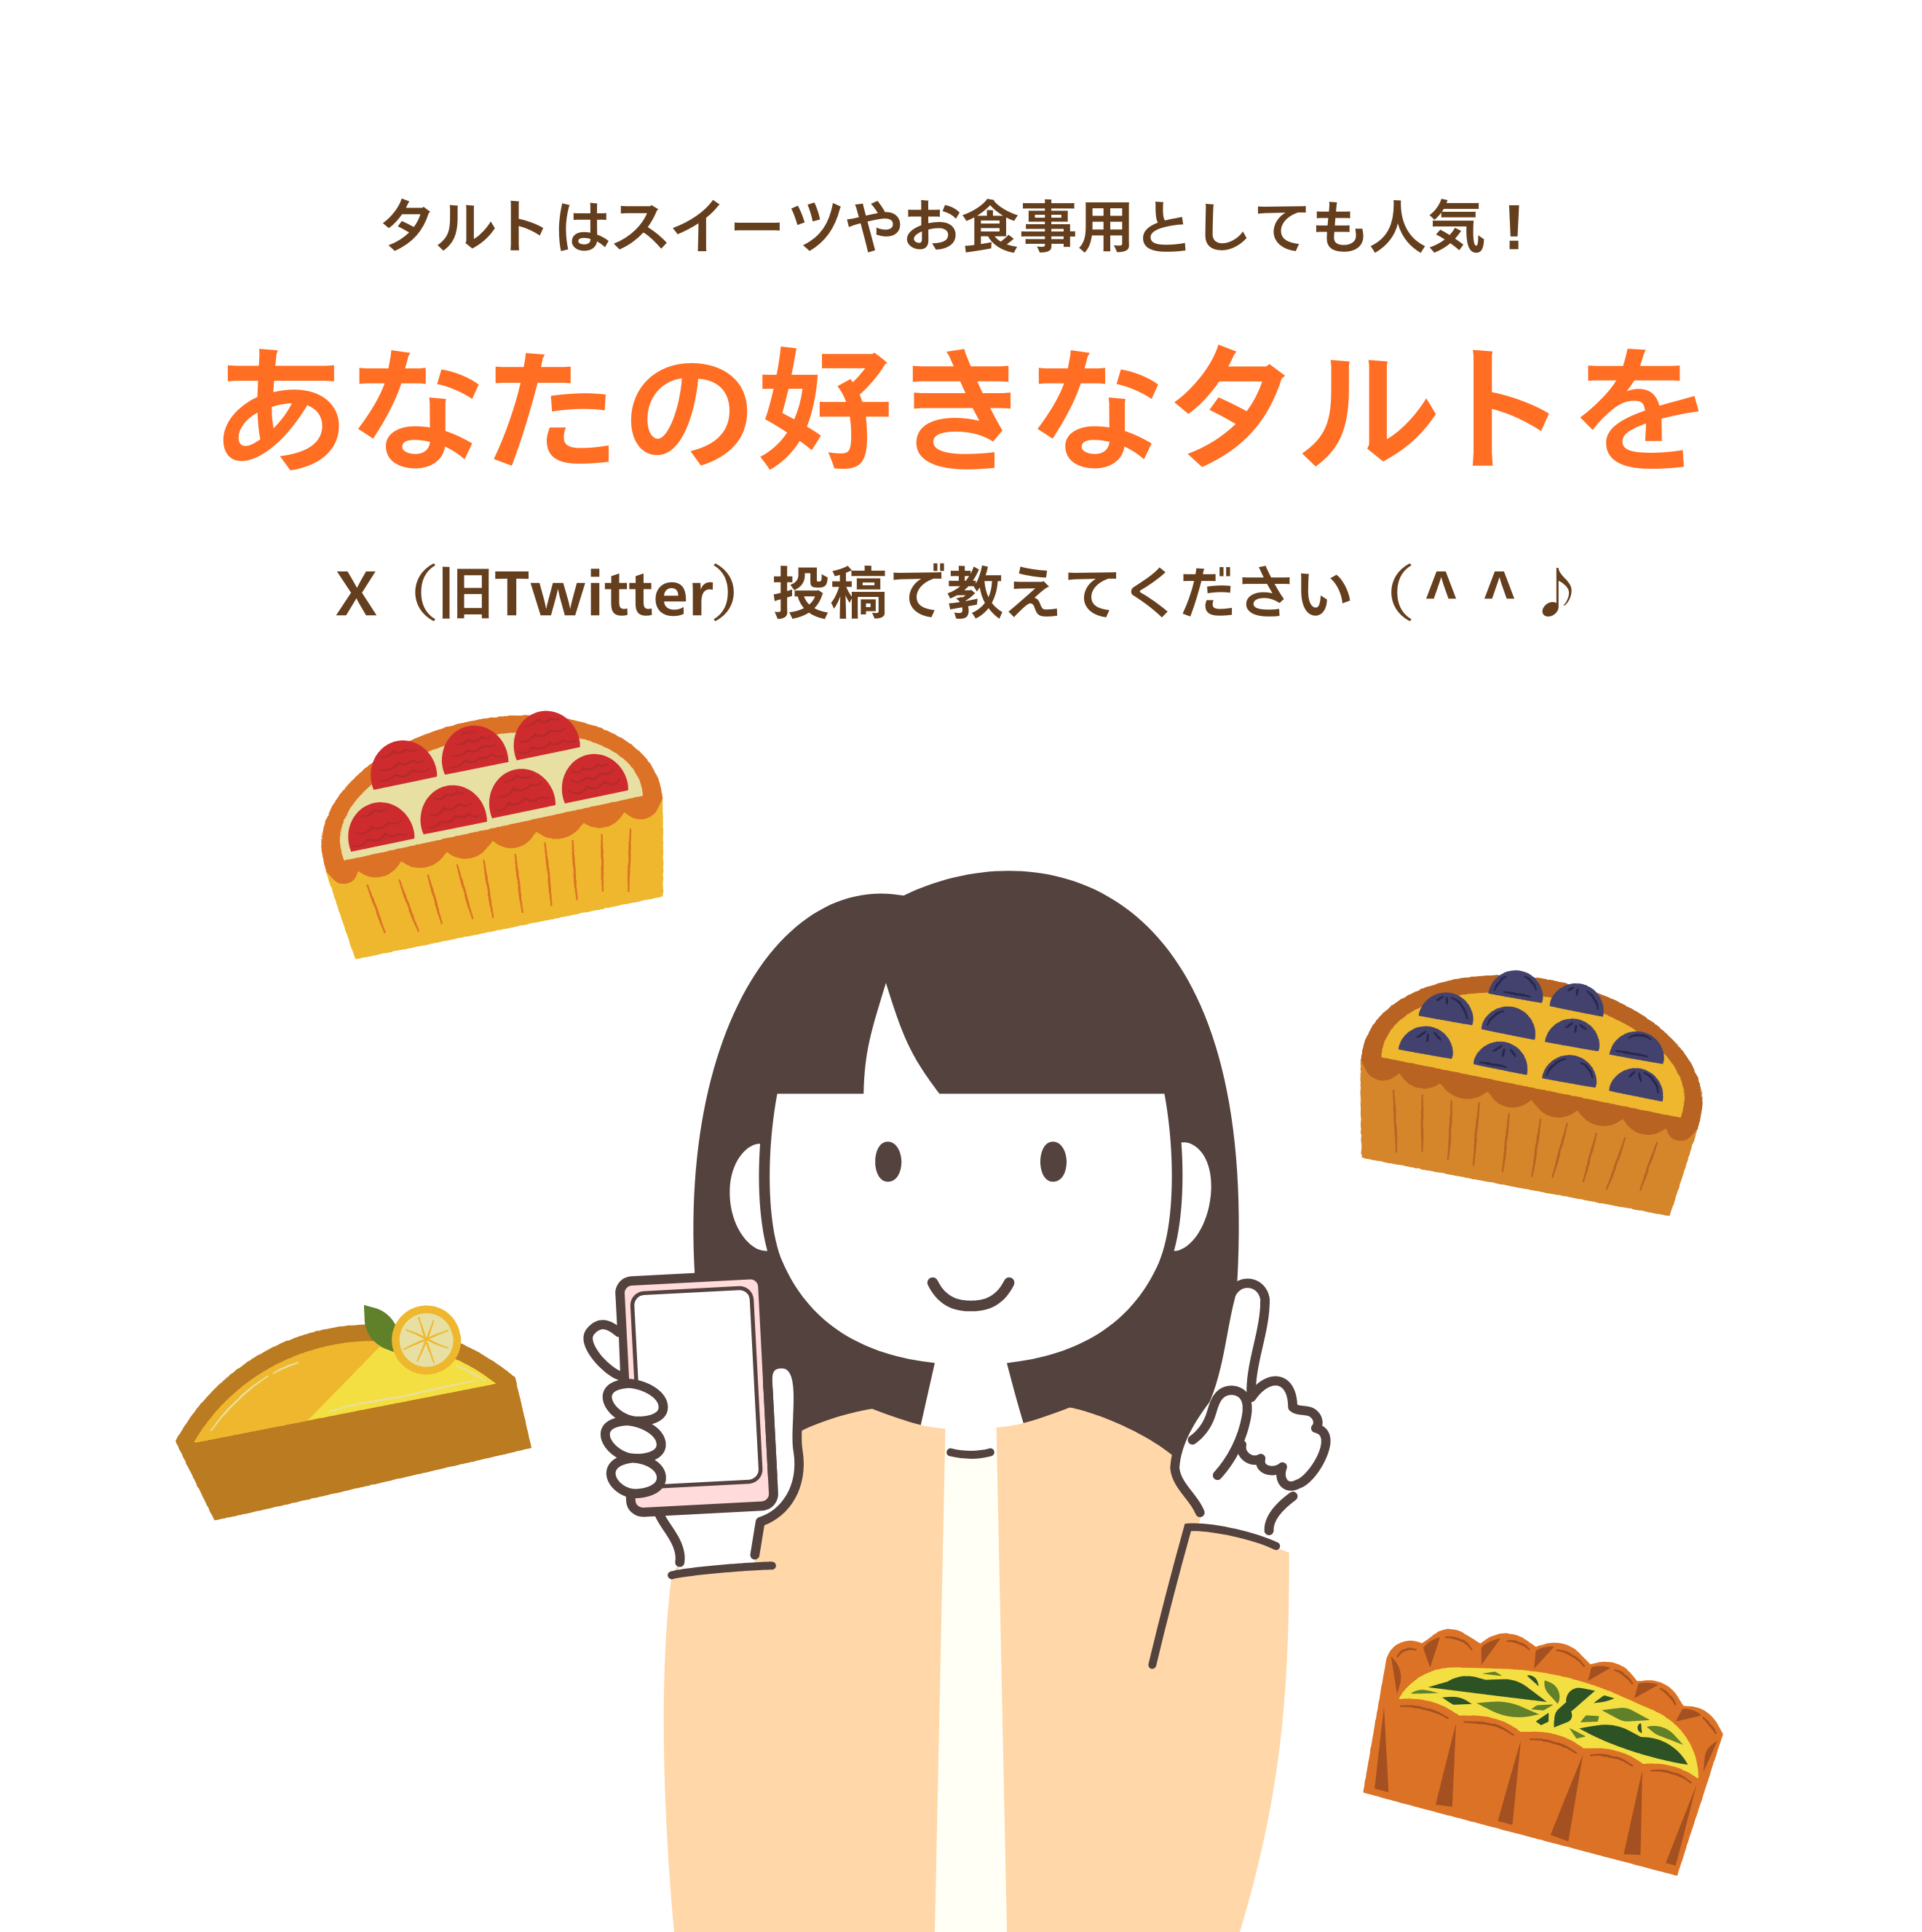 タルトはスイーツやお食事用としても人気！
あなたの好きなタルトを
X（旧Twitter） 投稿で教えてください（^ ^ ♪